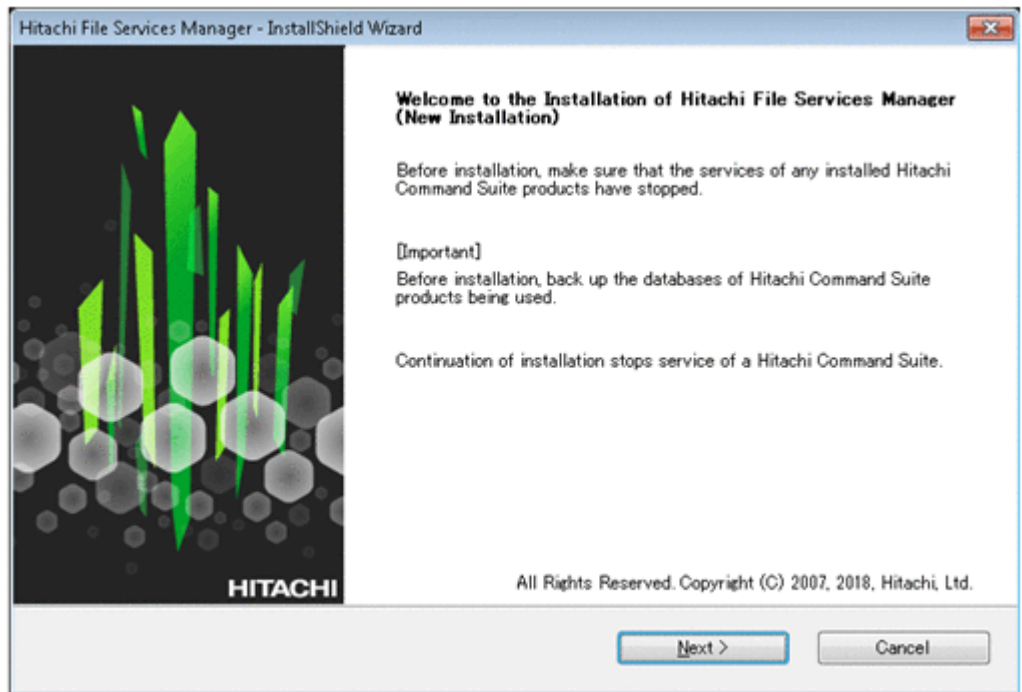 Hitachi File Services Manager - InstallShield Wizard
Welcome to the Installation of Hitachi File Services Manager
(New Installation)
Before installation, make sure that the services of any installed Hitachi
Command Suite products have stopped.
[Important]
Before installation, back up the databases of Hitachi Command Suite
products being used.
Continuation of installation stops service of a Hitachi Command Suite.
HITACHI
All Rights Reserved. Copyright (C) 2007, 2018, Hitachi, Ltd.
Next >
Cancel